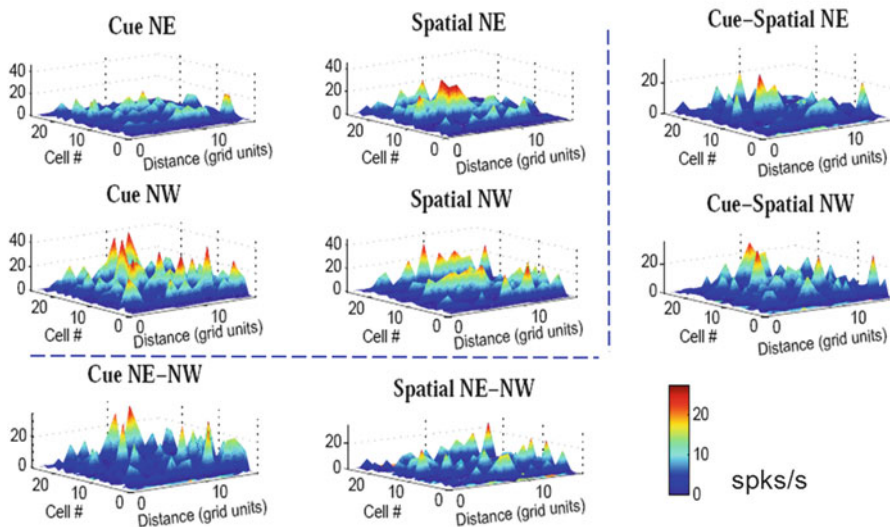 Cue NE
Spatial NE
Cue–Spatial NE
40
20
0
20
10
0
Cell #
0
10
Distance (grid units)
40
20
0
20
10
0
Cell #
0
10
Distance (grid units)
20
0
20
10
0
Cell #
0
10
Distance (grid units)
Cue NW
Spatial NW
Cue–Spatial NW
40
20
0
20
10
0
Cell #
0
10
Distance (grid units)
40
20
0
20
10
0
Cell #
0
10
Distance (grid units)
20
0
20
10
0
Cell #
0
10
Distance (grid units)
Cue NE–NW
Spatial NE–NW
20
0
20
10
0
Cell #
0
10
Distance (grid units)
20
0
20
10
0
Cell #
0
10
Distance (grid units)
20
10
0
spks/s